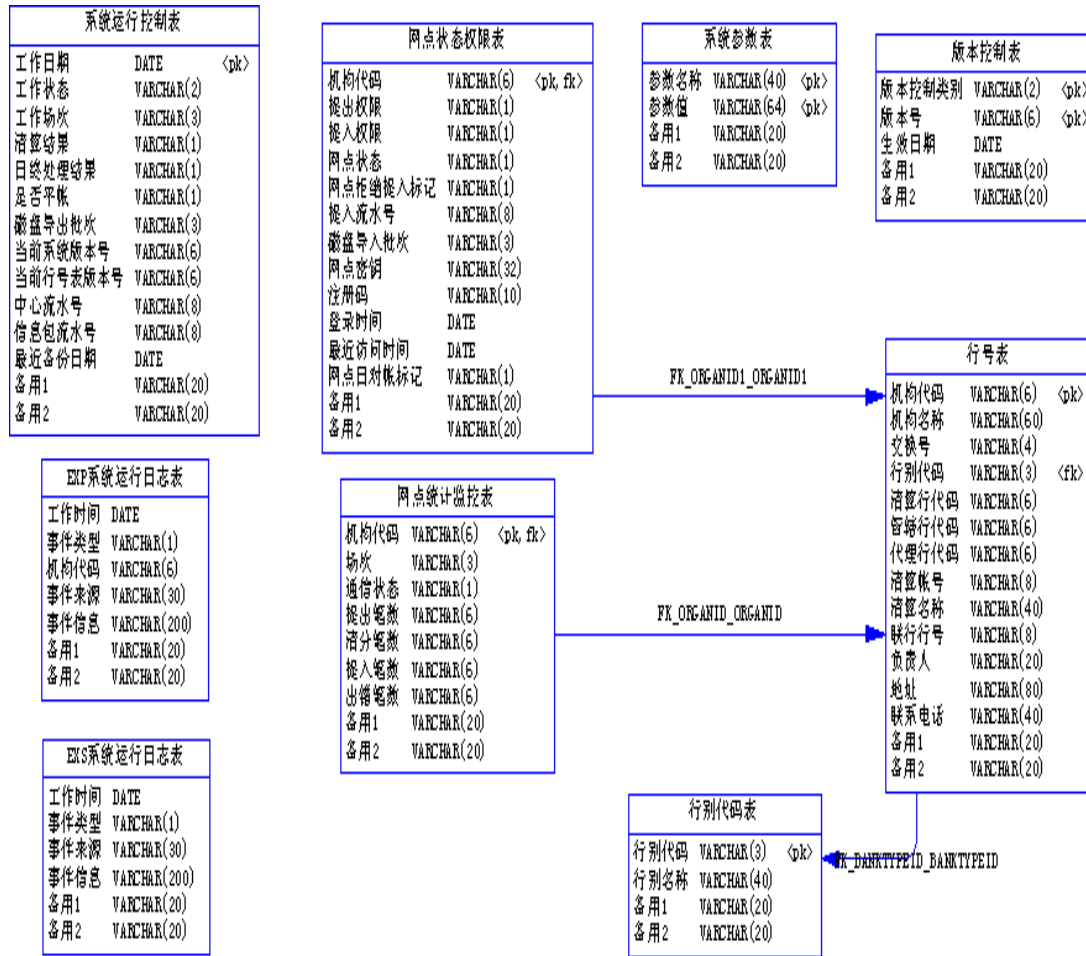 系统运行控制表
工作日期 DATE <pk>
工作状态 VARCHAR(2)
工作场次 VARCHAR(3)
清算结果 VARCHAR(1)
日终处理结果 VARCHAR(1)
是否平帐 VARCHAR(1)
磁盘导出批次 VARCHAR(3)
当前系统版本号 VARCHAR(6)
当前行号表版本号 VARCHAR(6)
中心流水号 VARCHAR(8)
信息包流水号 VARCHAR(8)
最近备份日期 DATE
备用1 VARCHAR(20)
备用2 VARCHAR(20)
网点状态权限表
机构代码 VARCHAR(6) <pk,fk>
提出权限 VARCHAR(1)
提入权限 VARCHAR(1)
网点状态 VARCHAR(1)
网点拒绝提入标记 VARCHAR(1)
提入流水号 VARCHAR(8)
磁盘导入批次 VARCHAR(3)
网点密钥 VARCHAR(32)
注册码 VARCHAR(10)
登录时间 DATE
最近访问时间 DATE
网点日对帐标记 VARCHAR(1)
备用1 VARCHAR(20)
备用2 VARCHAR(20)
系统参数表
参数名称 VARCHAR(40) <pk>
参数值 VARCHAR(64) <pk>
备用1 VARCHAR(20)
备用2 VARCHAR(20)
版本控制表
版本控制类别 VARCHAR(2) <pk>
版本号 VARCHAR(6) <pk>
生效日期 DATE
备用1 VARCHAR(20)
备用2 VARCHAR(20)
FK_ORGANID1_ORGANID1
行号表
机构代码 VARCHAR(6) <pk>
机构名称 VARCHAR(60)
交换号 VARCHAR(4)
行别代码 VARCHAR(3) <fk>
清算行代码 VARCHAR(6)
管辖行代码 VARCHAR(6)
代理行代码 VARCHAR(6)
清算帐号 VARCHAR(8)
清算名称 VARCHAR(40)
联行行号 VARCHAR(8)
负责人 VARCHAR(20)
地址 VARCHAR(80)
联系电话 VARCHAR(40)
备用1 VARCHAR(20)
备用2 VARCHAR(20)
EXP系统运行日志表
工作时间 DATE
事件类型 VARCHAR(1)
机构代码 VARCHAR(6)
事件来源 VARCHAR(30)
事件信息 VARCHAR(200)
备用1 VARCHAR(20)
备用2 VARCHAR(20)
网点统计监控表
机构代码 VARCHAR(6) <pk,fk>
场次 VARCHAR(3)
通信状态 VARCHAR(1)
提出笔数 VARCHAR(6)
清分笔数 VARCHAR(6)
提入笔数 VARCHAR(6)
出错笔数 VARCHAR(6)
备用1 VARCHAR(20)
备用2 VARCHAR(20)
FK_ORGANID_ORGANID
EXS系统运行日志表
工作时间 DATE
事件类型 VARCHAR(1)
事件来源 VARCHAR(30)
事件信息 VARCHAR(200)
备用1 VARCHAR(20)
备用2 VARCHAR(20)
行别代码表
行别代码 VARCHAR(3) <pk>
行别名称 VARCHAR(40)
备用1 VARCHAR(20)
备用2 VARCHAR(20)
FK_BANKTYPEID_BANKTYPEID